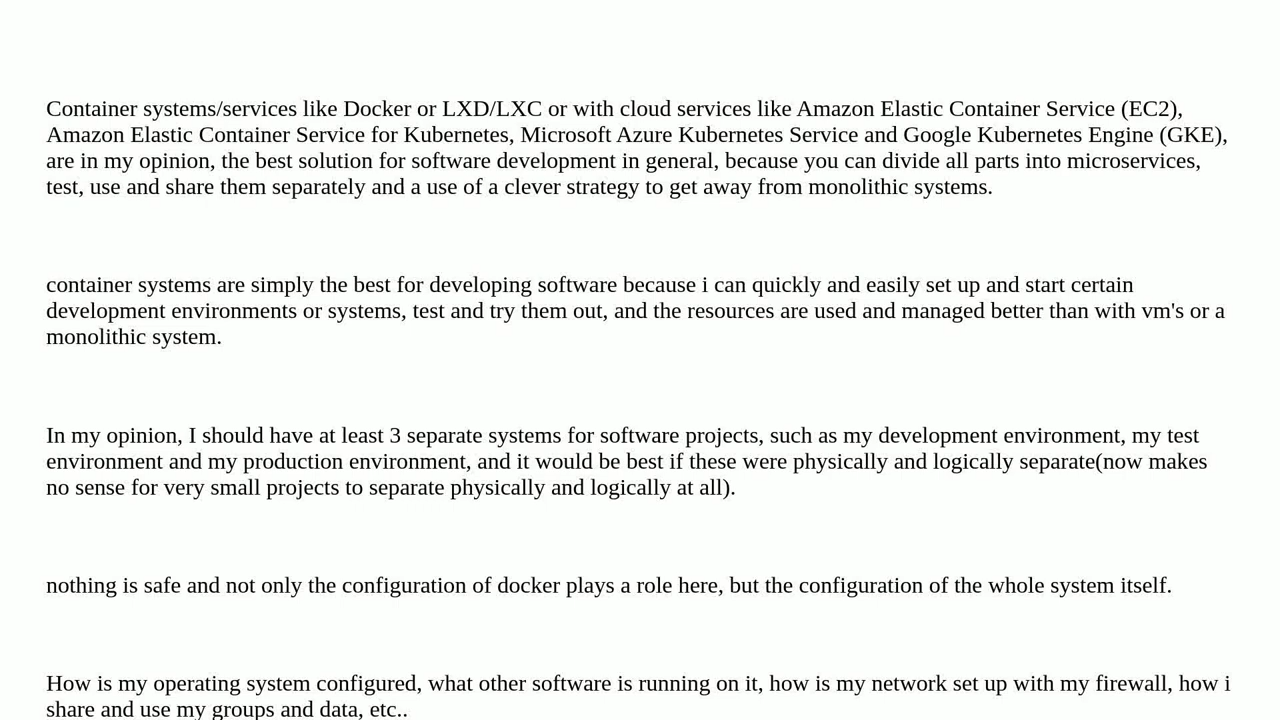 Container systems/services like Docker or LXD/LXC or with cloud services like Amazon Elastic Container Service (EC2),
Amazon Elastic Container Service for Kubernetes, Microsoft Azure Kubernetes Service and Google Kubernetes Engine (GKE),
are in my opinion, the best solution for software development in general, because you can divide all parts into microservices,
test, use and share them separately and a use of a clever strategy to get away from monolithic systems.
container systems are simply the best for developing software because i can quickly and easily set up and start certain
development environments or systems, test and try them out, and the resources are used and managed better than with vm's or a
monolithic system.
In my opinion, I should have at least 3 separate systems for software projects, such as my development environment, my test
environment and my production environment, and it would be best if these were physically and logically separate(now makes
no sense for very small projects to separate physically and logically at all).
nothing is safe and not only the configuration of docker plays a role here, but the configuration of the whole system itself.
How is my operating system configured, what other software is running on it, how is my network set up with my firewall, how i
share and use my groups and data, etc..